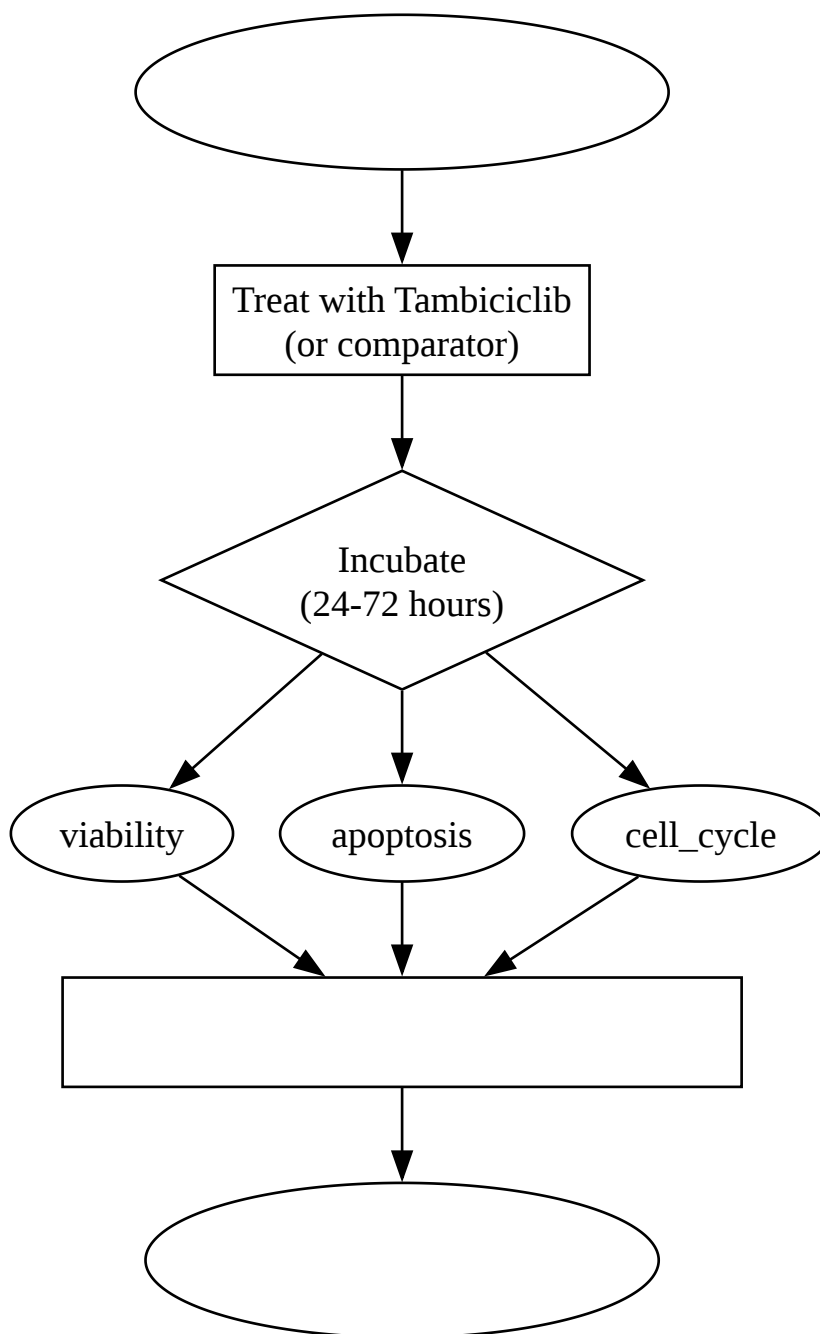 Treat with Tambiciclib
(or comparator)
Incubate
(24-72 hours)
viability
apoptosis
cell_cycle